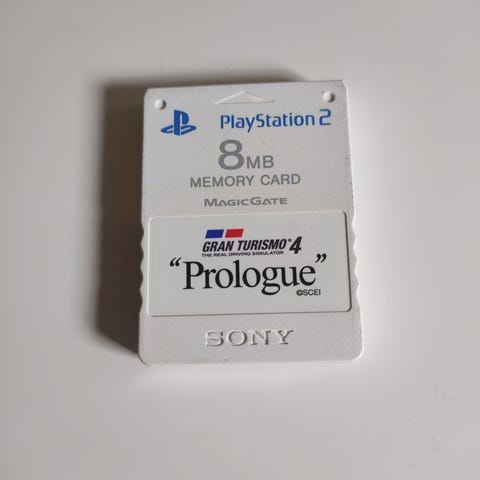 PlayStation 2
8MB
MEMORY CARD
MAGICGATE
GRAN TURISMO 4
THE REAL DRIVING SIMULATOR
“Prologue”
©SCEI
SONY